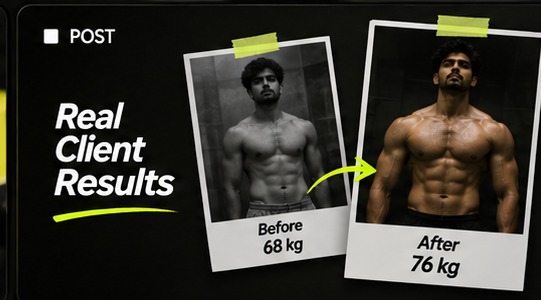 POST
Real
Client
Results
Before
68 kg
After
76 kg